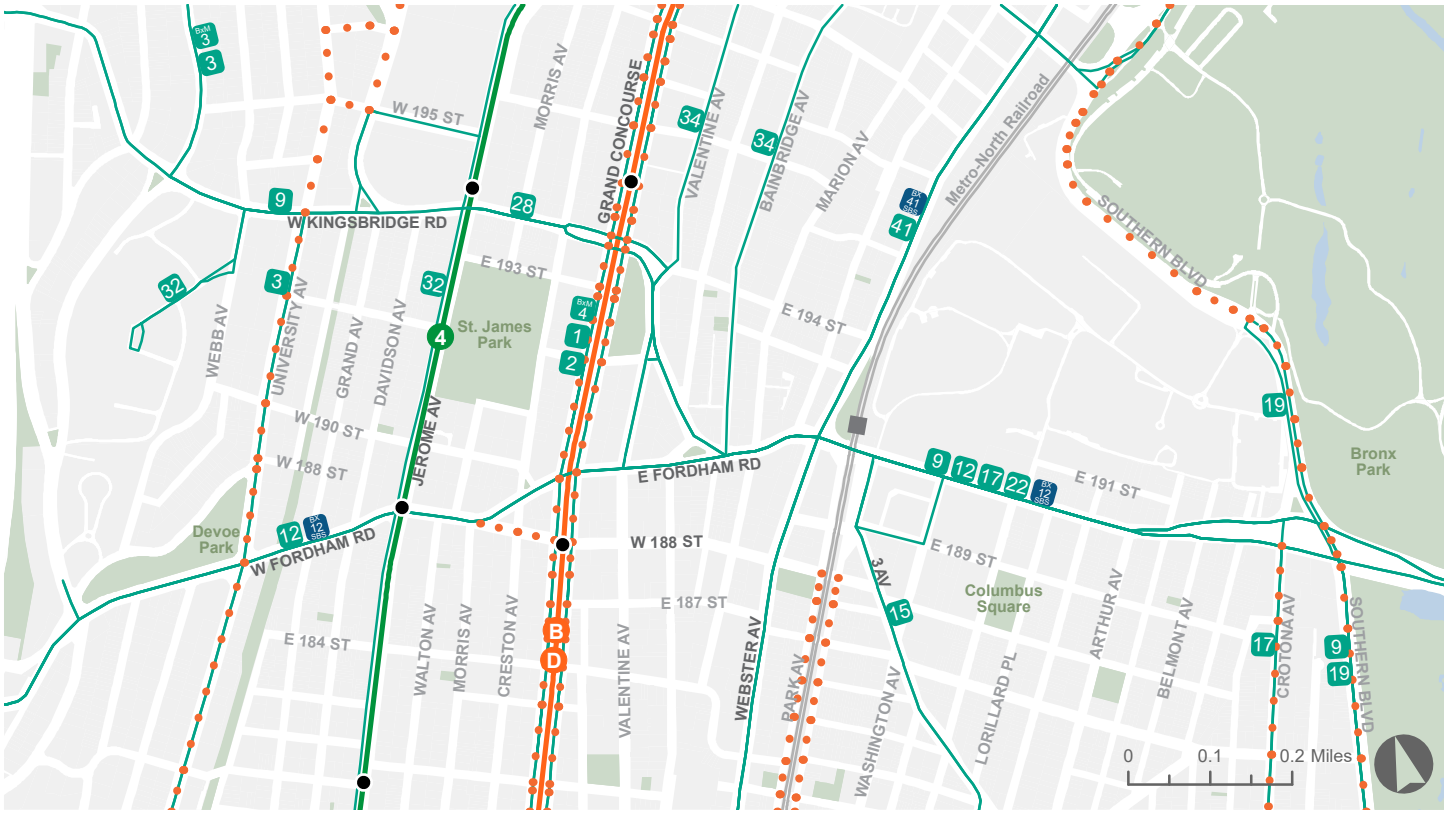 BxM
3
3
W 195 ST
MORRIS AV
GRAND CONCOURSE
34
VALENTINE AV
34
BAINBRIDGE AV
MARION AV
Metro-North Railroad
BX
41
SBS
41
9
W KINGSBRIDGE RD
28
SOUTHERN BLVD
32
3
32
E 193 ST
WEBB AV
UNIVERSITY AV
GRAND AV
DAVIDSON AV
4
St. James
Park
BxM
4
1
2
E 194 ST
19
W 190 ST
JEROME AV
W 188 ST
E FORDHAM RD
9
12
17
22
BX
12
SBS
E 191 ST
Bronx
Park
Devoe
Park
12
BX
12
SBS
W FORDHAM RD
W 188 ST
E 189 ST
3 AV
Columbus
Square
15
E 187 ST
E 184 ST
B
D
WALTON AV
MORRIS AV
CRESTON AV
VALENTINE AV
WEBSTER AV
PARK AV
WASHINGTON AV
LORILLARD PL
ARTHUR AV
BELMONT AV
17
CROTONA AV
9
19
SOUTHERN BLVD
0
0.1
0.2 Miles